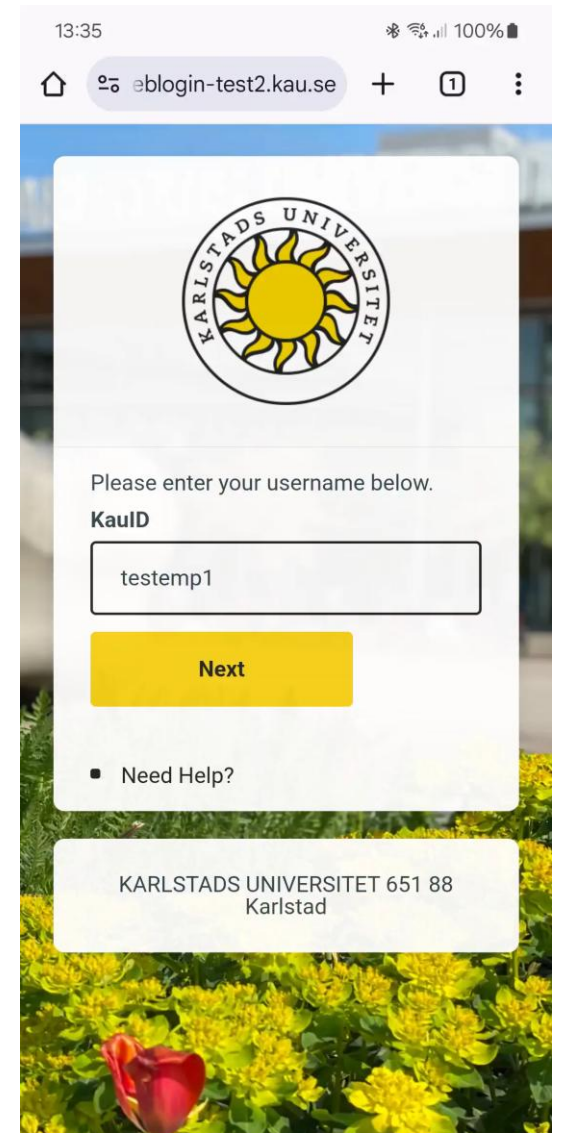 13:35 100%
eblogin-test2.kau.se 1
KARLSTADS UNIVERSITET
Please enter your username below.
KauID
testemp1
Next
Need Help?
KARLSTADS UNIVERSITET 651 88
Karlstad